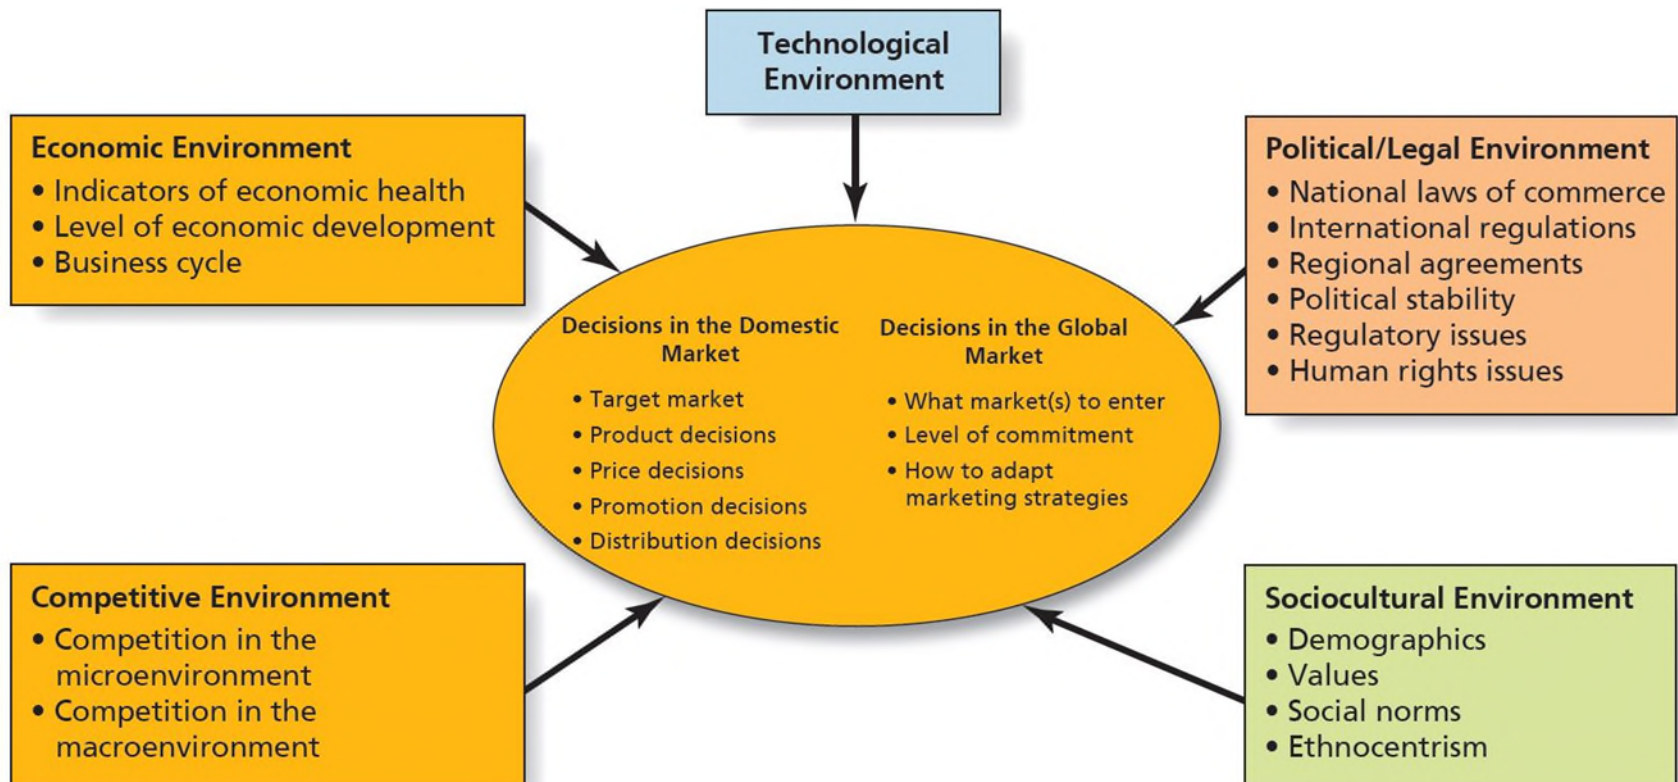 Technological
Environment
Economic Environment
• Indicators of economic health
• Level of economic development
• Business cycle
Political/Legal Environment
• National laws of commerce
• International regulations
• Regional agreements
• Political stability
• Regulatory issues
• Human rights issues
Decisions in the Domestic
Market
• Target market
• Product decisions
• Price decisions
• Promotion decisions
• Distribution decisions
Decisions in the Global
Market
• What market(s) to enter
• Level of commitment
• How to adapt
marketing strategies
Competitive Environment
• Competition in the
microenvironment
• Competition in the
macroenvironment
Sociocultural Environment
• Demographics
• Values
• Social norms
• Ethnocentrism